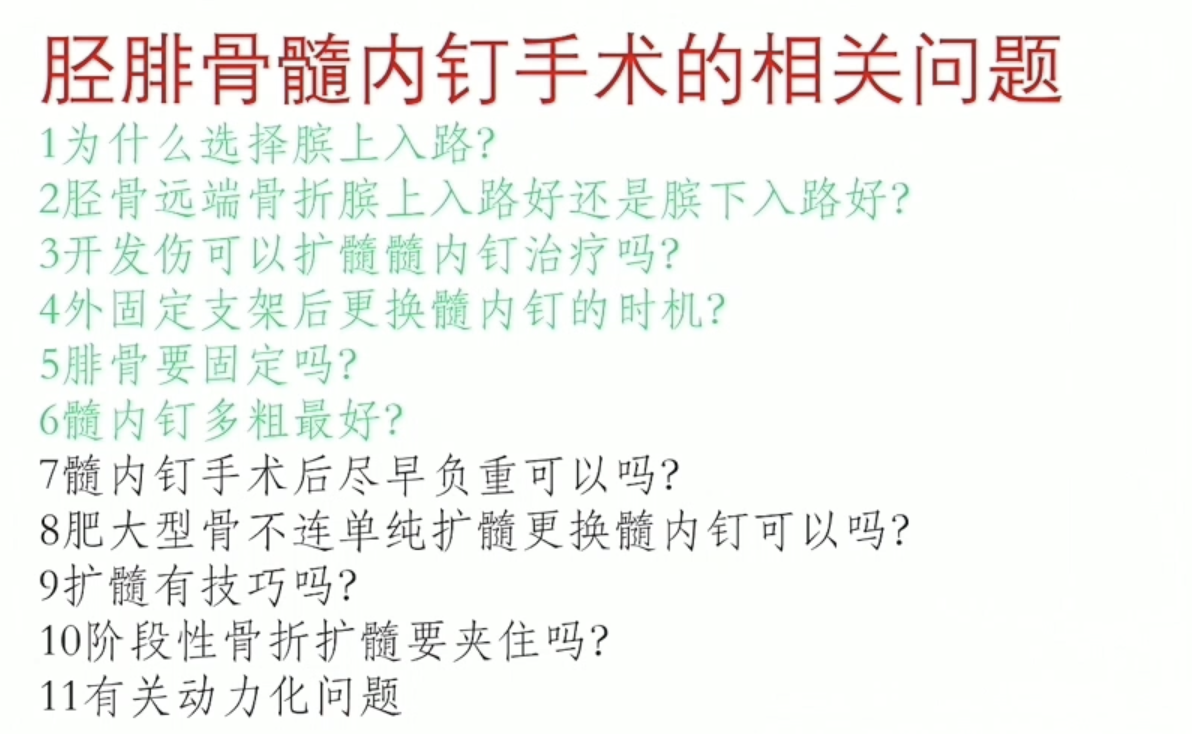 胫腓骨髓内钉手术的相关问题
1为什么选择膑上入路?
2胫骨远端骨折膑上入路好还是膑下入路好?
3开发伤可以扩髓髓内钉治疗吗?
4外固定支架后更换髓内钉的时机?
5腓骨要固定吗?
6髓内钉多粗最好?
7髓内钉手术后尽早负重可以吗?
8肥大型骨不连单纯扩髓更换髓内钉可以吗?
9扩髓有技巧吗?
10阶段性骨折扩髓要夹住吗?
11有关动力化问题